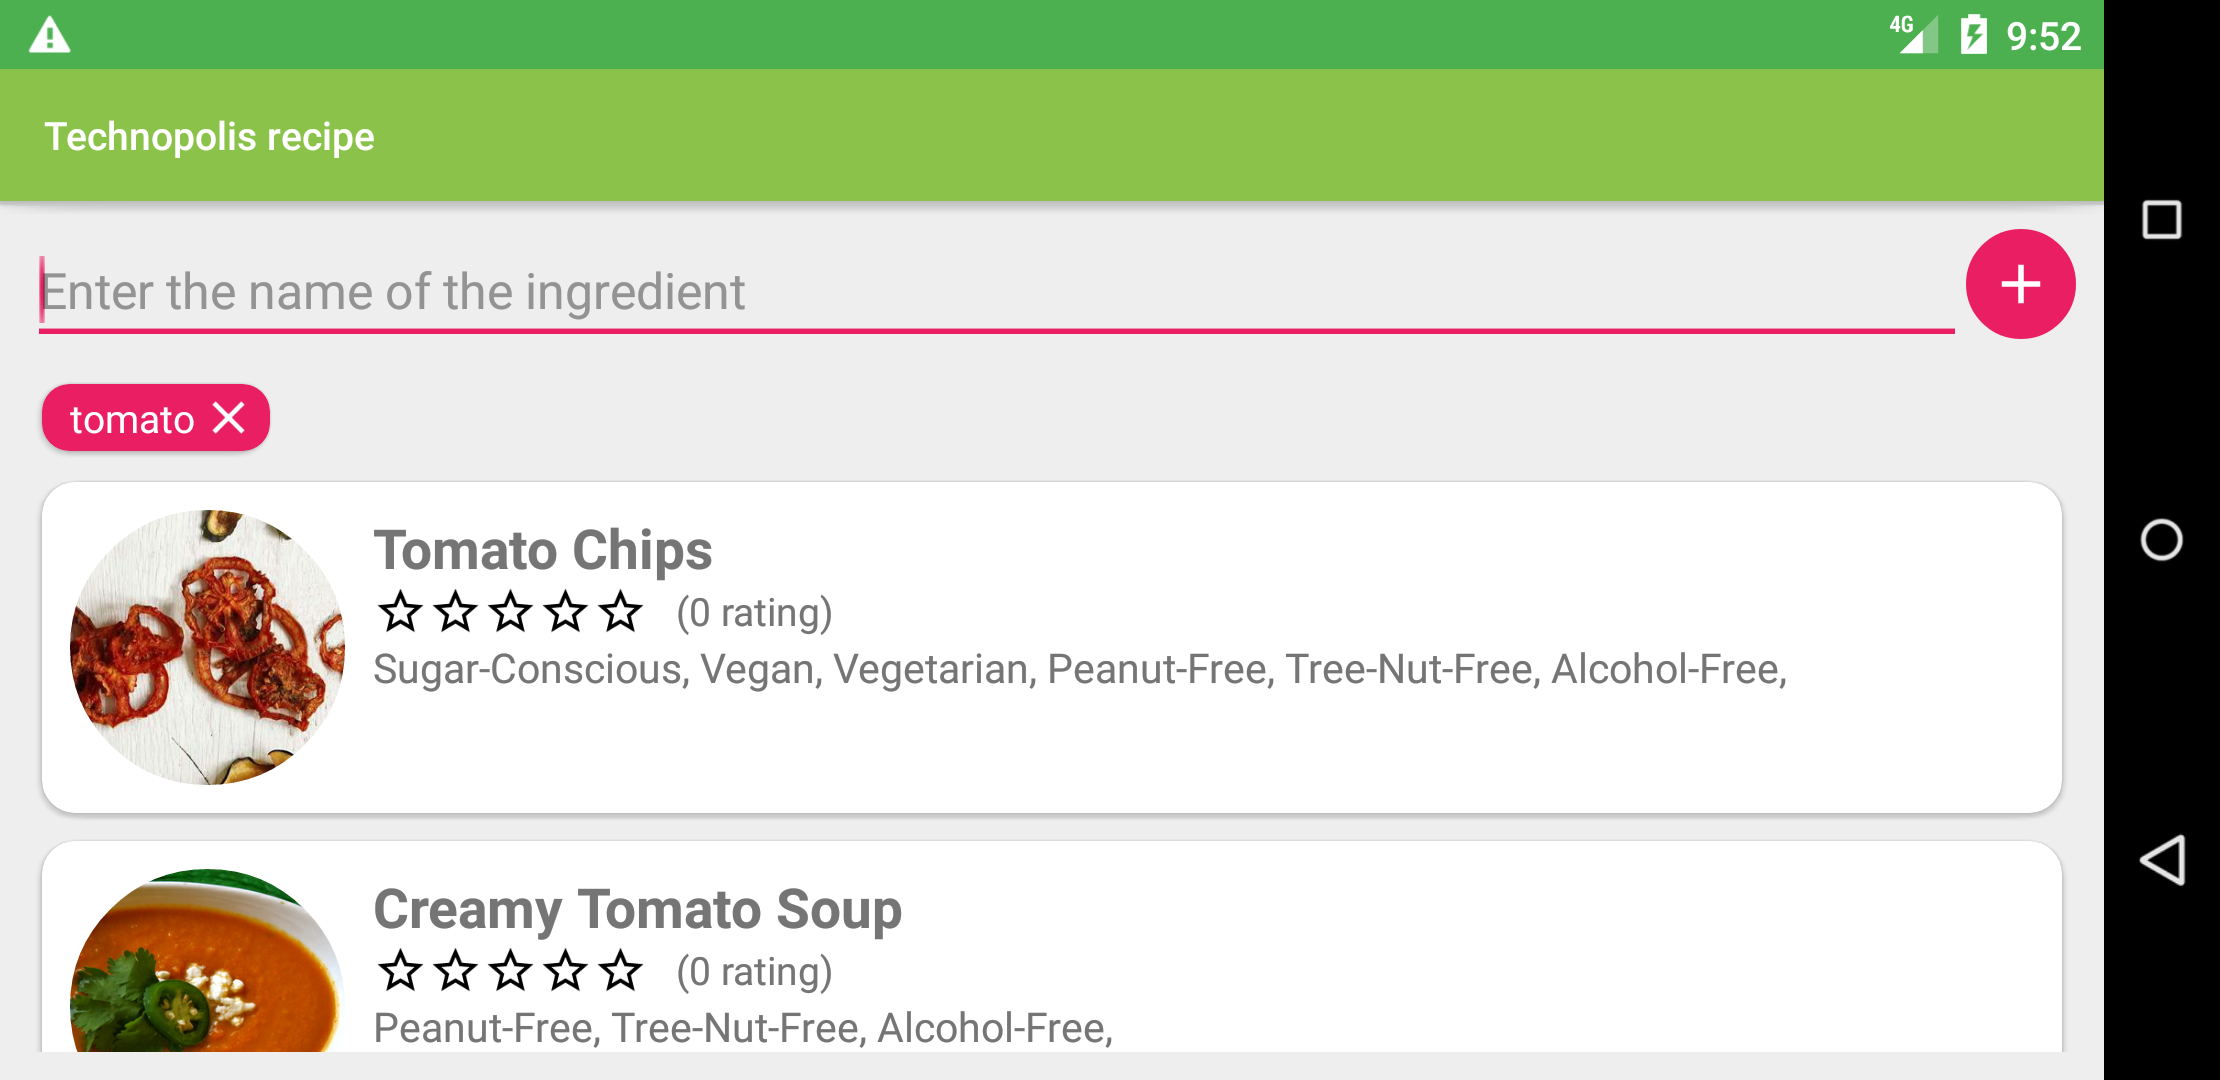 4G 9:52
Technopolis recipe
Enter the name of the ingredient
tomato
Tomato Chips
(0 rating)
Sugar-Conscious, Vegan, Vegetarian, Peanut-Free, Tree-Nut-Free, Alcohol-Free,
Creamy Tomato Soup
(0 rating)
Peanut-Free, Tree-Nut-Free, Alcohol-Free,